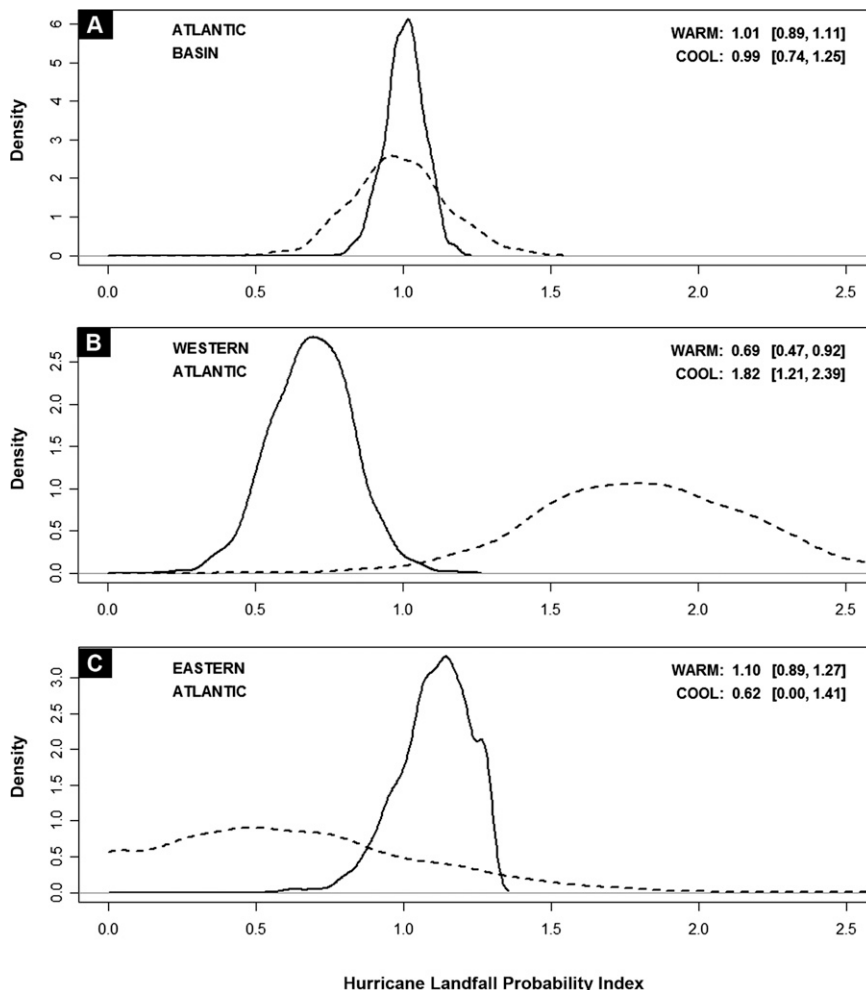 A
ATLANTIC
BASIN
WARM: 1.01 [0.89, 1.11]
COOL: 0.99 [0.74, 1.25]
Density
6
5
4
3
2
1
0
0.0 0.5 1.0 1.5 2.0 2.5
B
WESTERN
ATLANTIC
WARM: 0.69 [0.47, 0.92]
COOL: 1.82 [1.21, 2.39]
Density
2.5
2.0
1.5
1.0
0.5
0.0
0.0 0.5 1.0 1.5 2.0 2.5
C
EASTERN
ATLANTIC
WARM: 1.10 [0.89, 1.27]
COOL: 0.62 [0.00, 1.41]
Density
3.0
2.5
2.0
1.5
1.0
0.5
0.0
0.0 0.5 1.0 1.5 2.0 2.5
Hurricane Landfall Probability Index